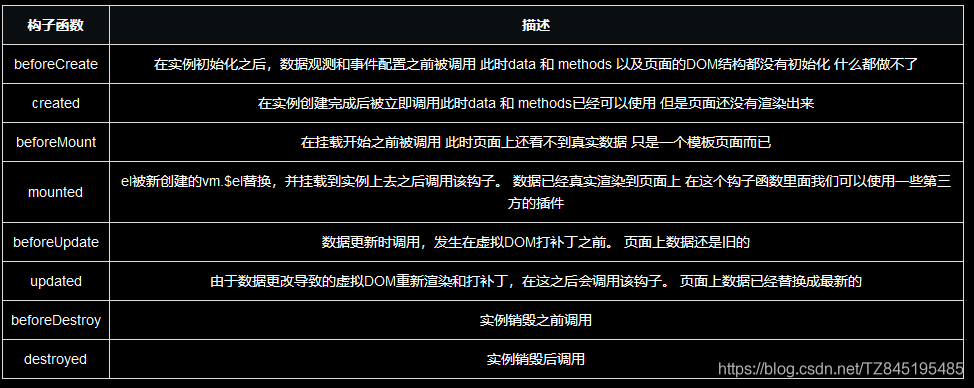 构子函数 描述
beforeCreate 在实例初始化之后，数据观测和事件配置之前被调用 此时data 和 methods 以及页面的DOM结构都没有初始化 什么都做不了
created 在实例创建完成后被立即调用此时data 和 methods已经可以使用 但是页面还没有渲染出来
beforeMount 在挂载开始之前被调用 此时页面上还看不到真实数据 只是一个模板页面而已
mounted el被新创建的vm.$el替换，并挂载到实例上去之后调用该钩子。 数据已经真实渲染到页面上 在这个钩子函数里面我们可以使用一些第三
方的插件
beforeUpdate 数据更新时调用，发生在虚拟DOM打补丁之前。 页面上数据还是旧的
updated 由于数据更改导致的虚拟DOM重新渲染和打补丁，在这之后会调用该钩子。 页面上数据已经替换成最新的
beforeDestroy 实例销毁之前调用
destroyed 实例销毁后调用
https://blog.csdn.net/TZ845195485